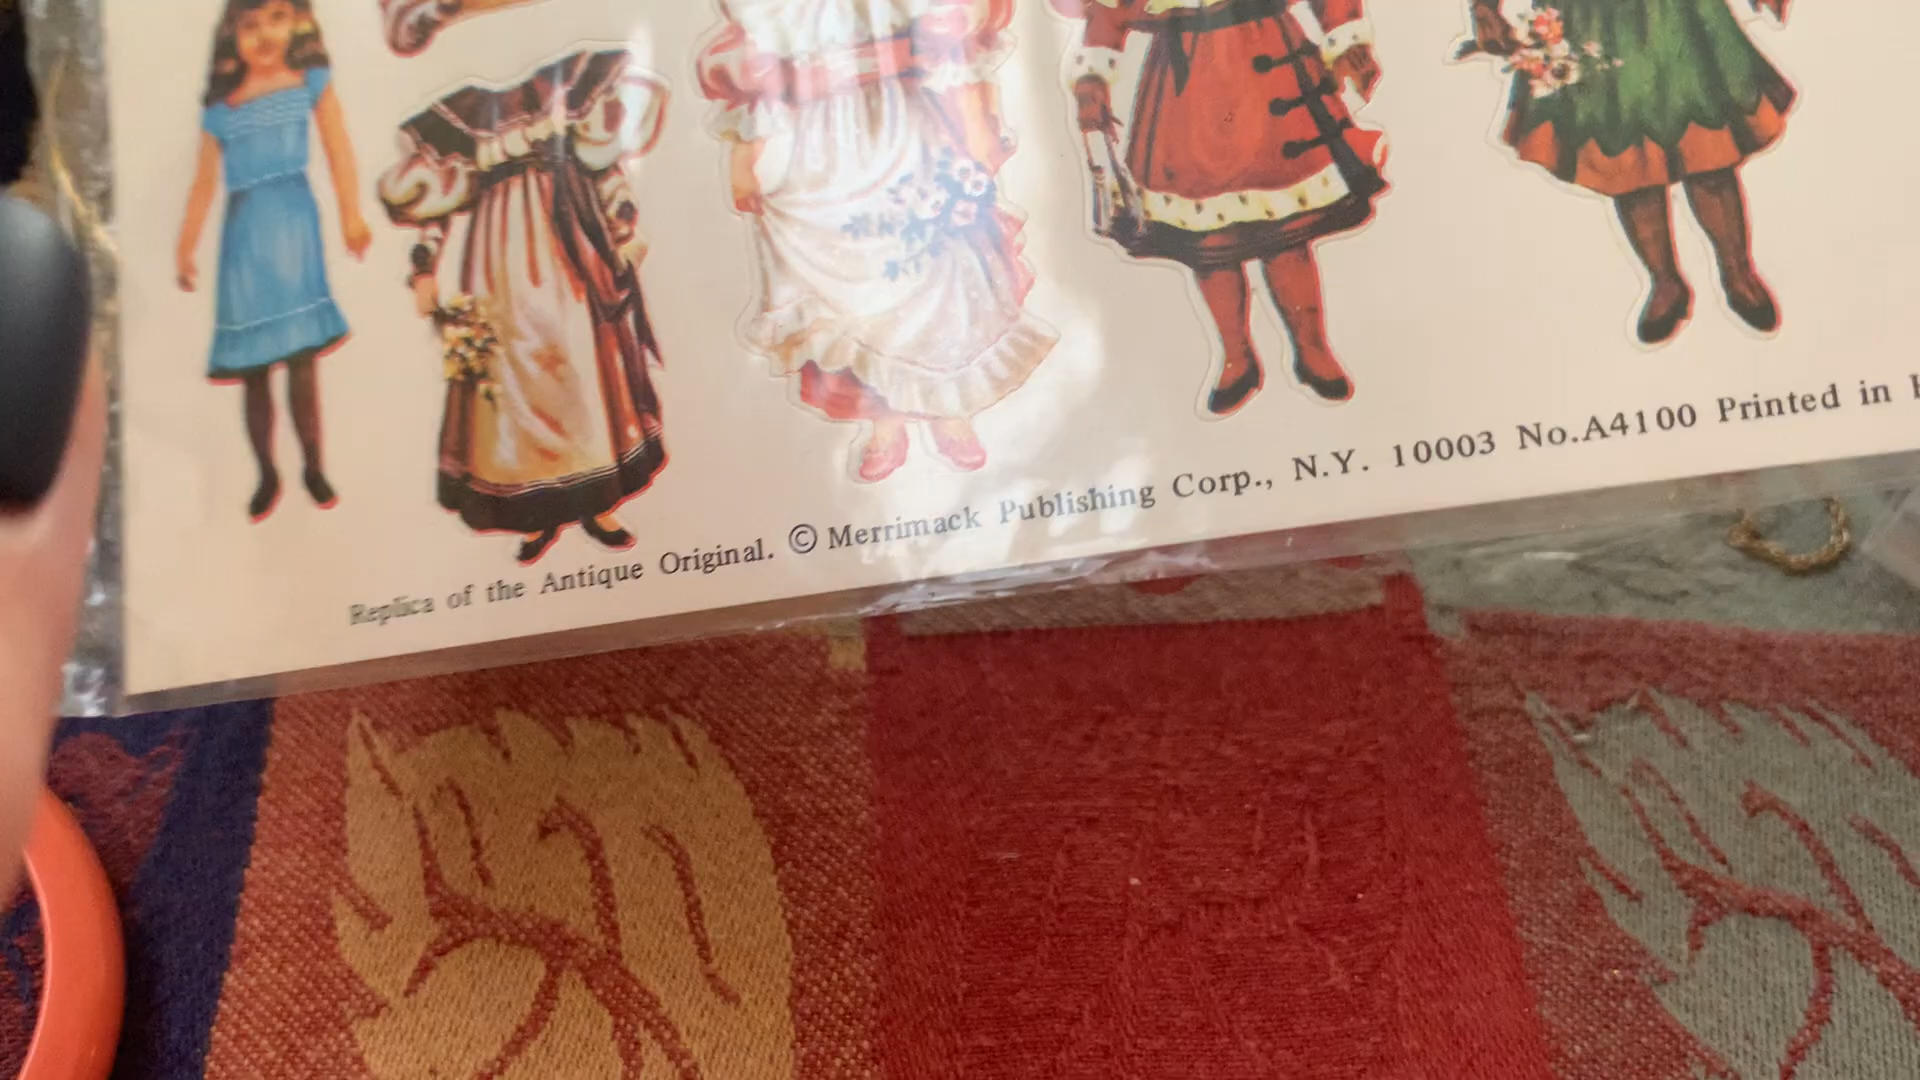 Replica of the Antique Original. © Merrimack Publishing Corp., N.Y. 10003 No.A4100 Printed in